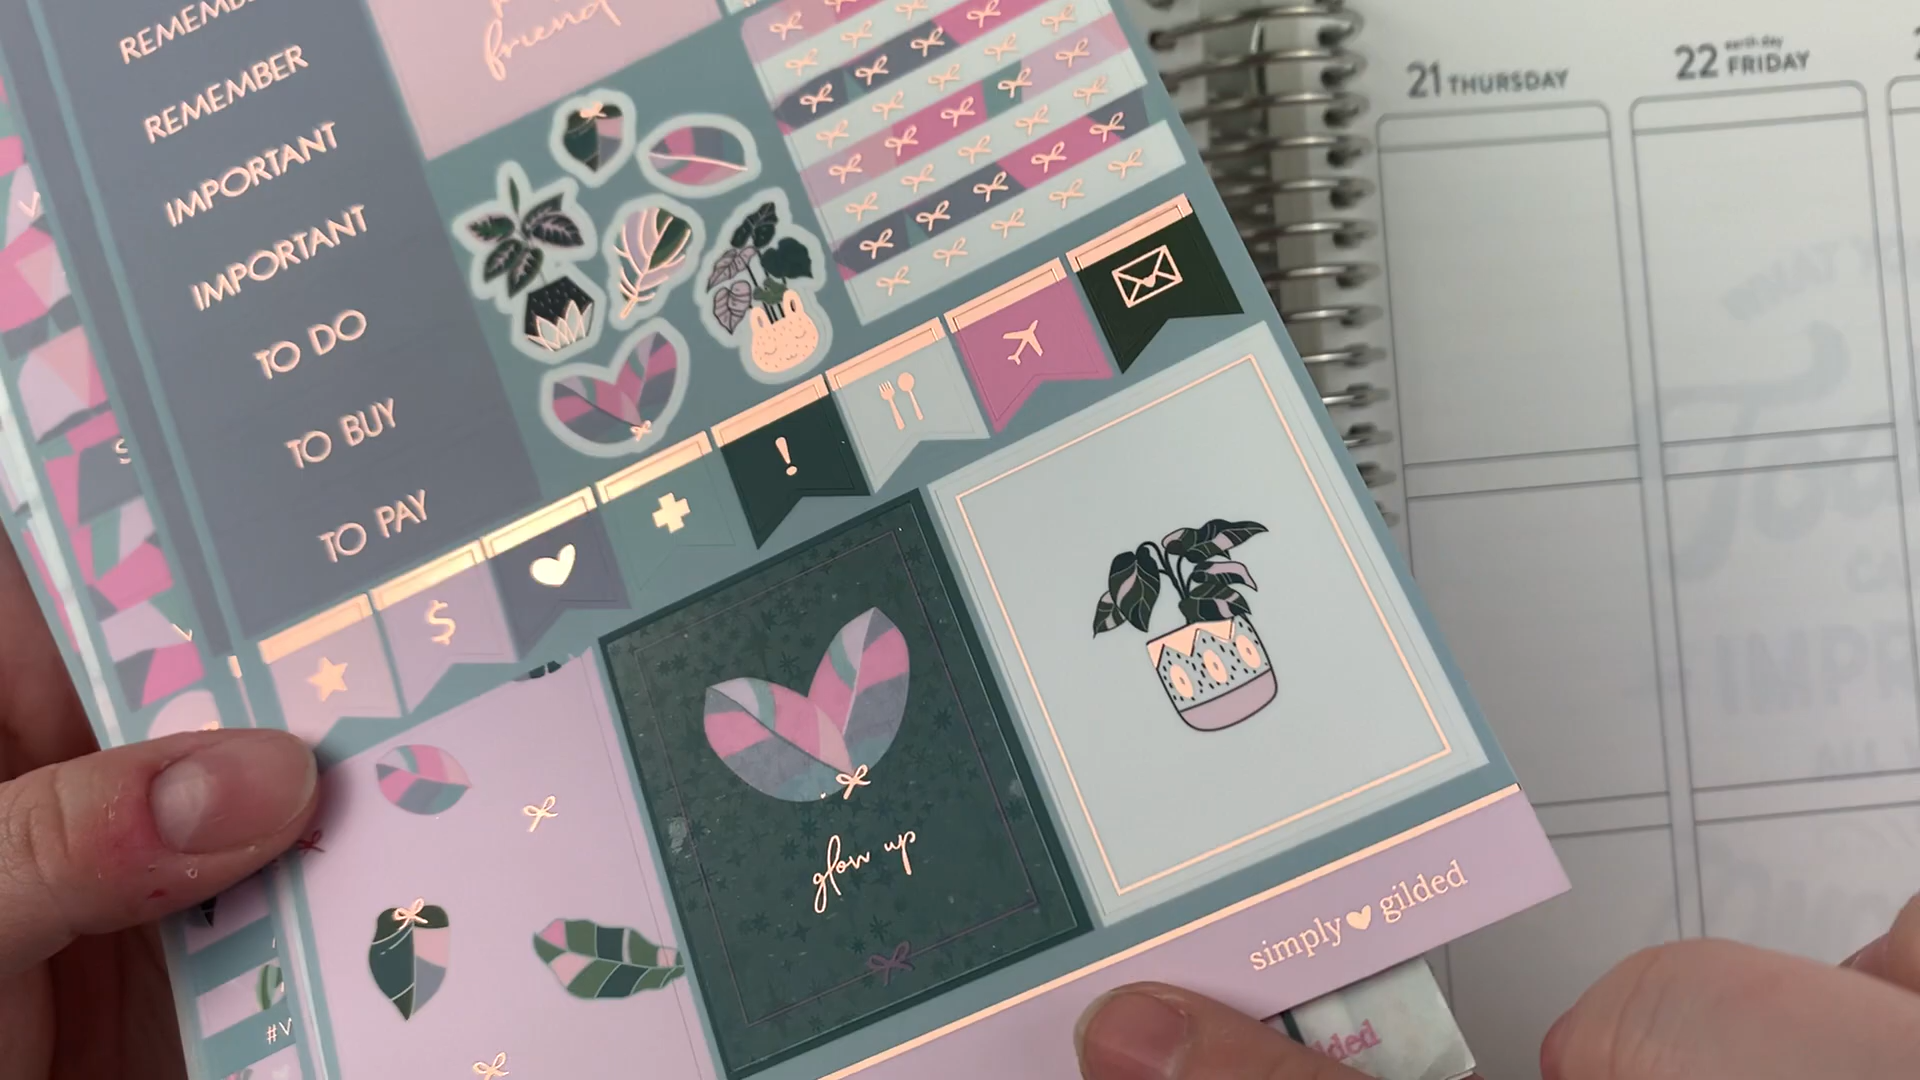 REMEMBER
REMEMBER
IMPORTANT
IMPORTANT
TO DO
TO BUY
TO PAY
friend
$
!
glow up
simply gilded
21 THURSDAY
22 earth day FRIDAY